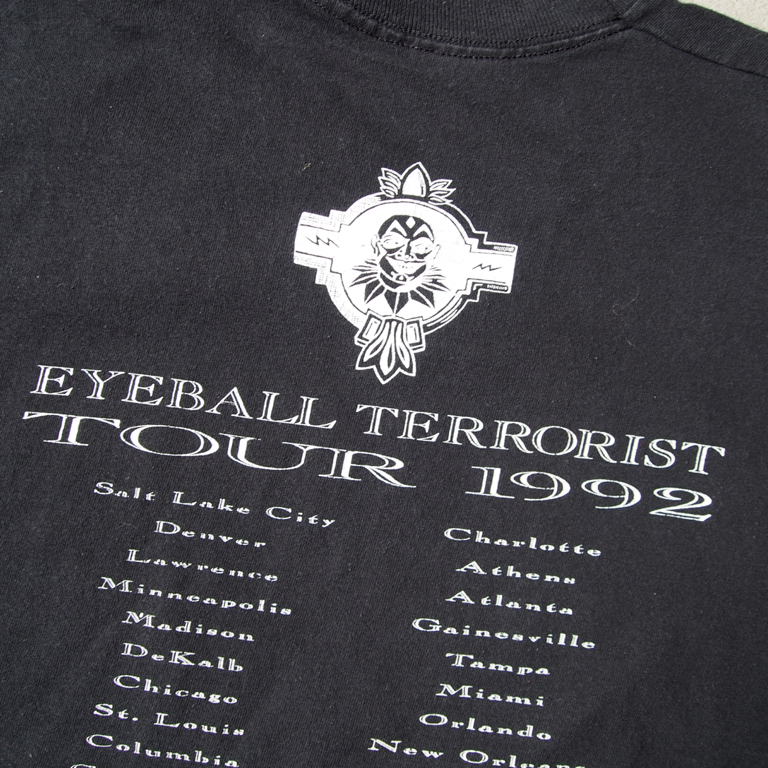 EYEBALL TERRORIST
TOUR 1992
Salt Lake City
Denver
Lawrence
Minneapolis
Madison
DeKalb
Chicago
St. Louis
Columbia
Charlotte
Athens
Atlanta
Gainesville
Tampa
Miami
Orlando
New Orleans